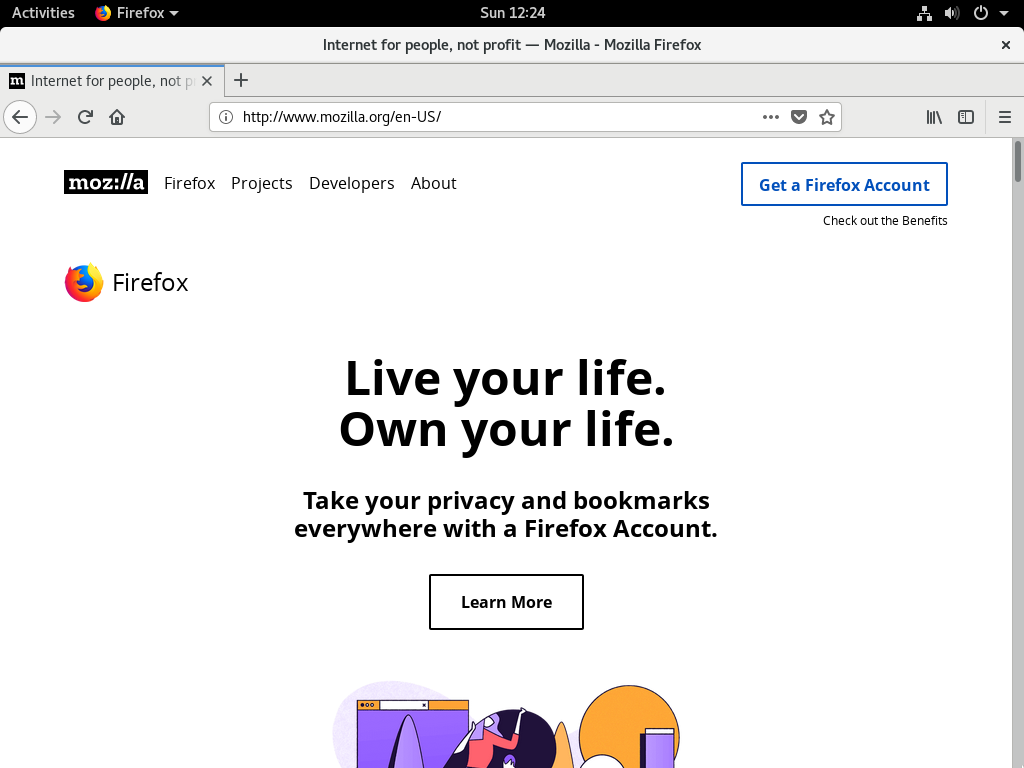 Activities Firefox Sun 12:24
Internet for people, not profit — Mozilla - Mozilla Firefox
Internet for people, not p
http://www.mozilla.org/en-US/
moz://a Firefox Projects Developers About Get a Firefox Account
Check out the Benefits
Firefox
Live your life.
Own your life.
Take your privacy and bookmarks
everywhere with a Firefox Account.
Learn More